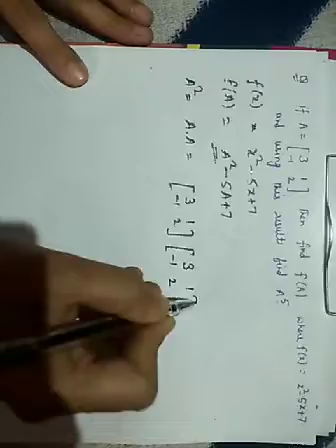 Q If A = [3 1 -1 2] Then find f(A) where f(x) = x²-5x+7
and using this result find A⁵
f(x) = x²-5x+7
f(A) = A²-5A+7
A² = A.A = [3 1 -1 2] [3 1 -1 2